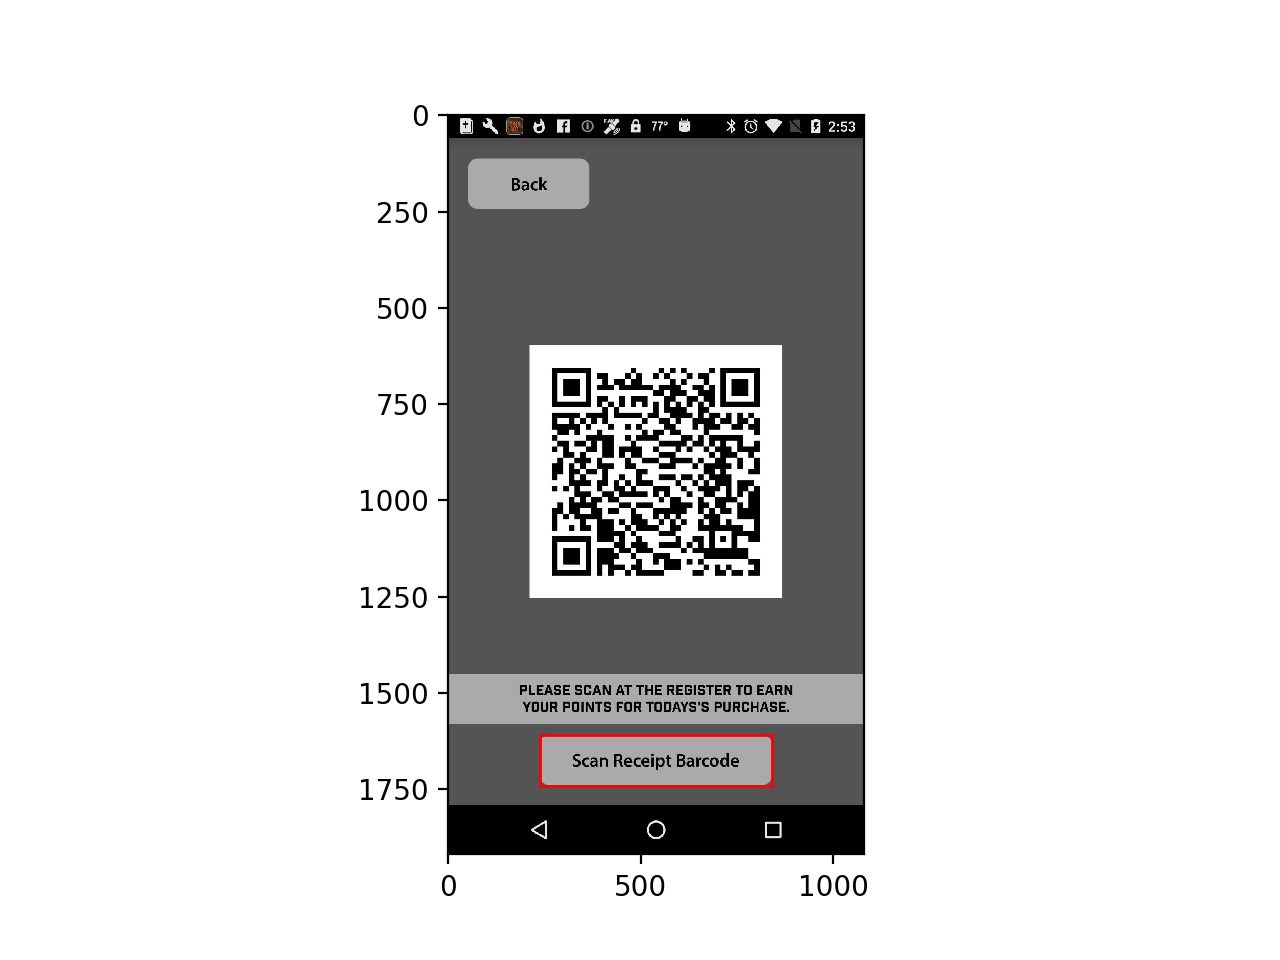 0
250
500
750
1000
1250
1500
1750
77° 2:53
Back
PLEASE SCAN AT THE REGISTER TO EARN
YOUR POINTS FOR TODAYS'S PURCHASE.
Scan Receipt Barcode
0 500 1000